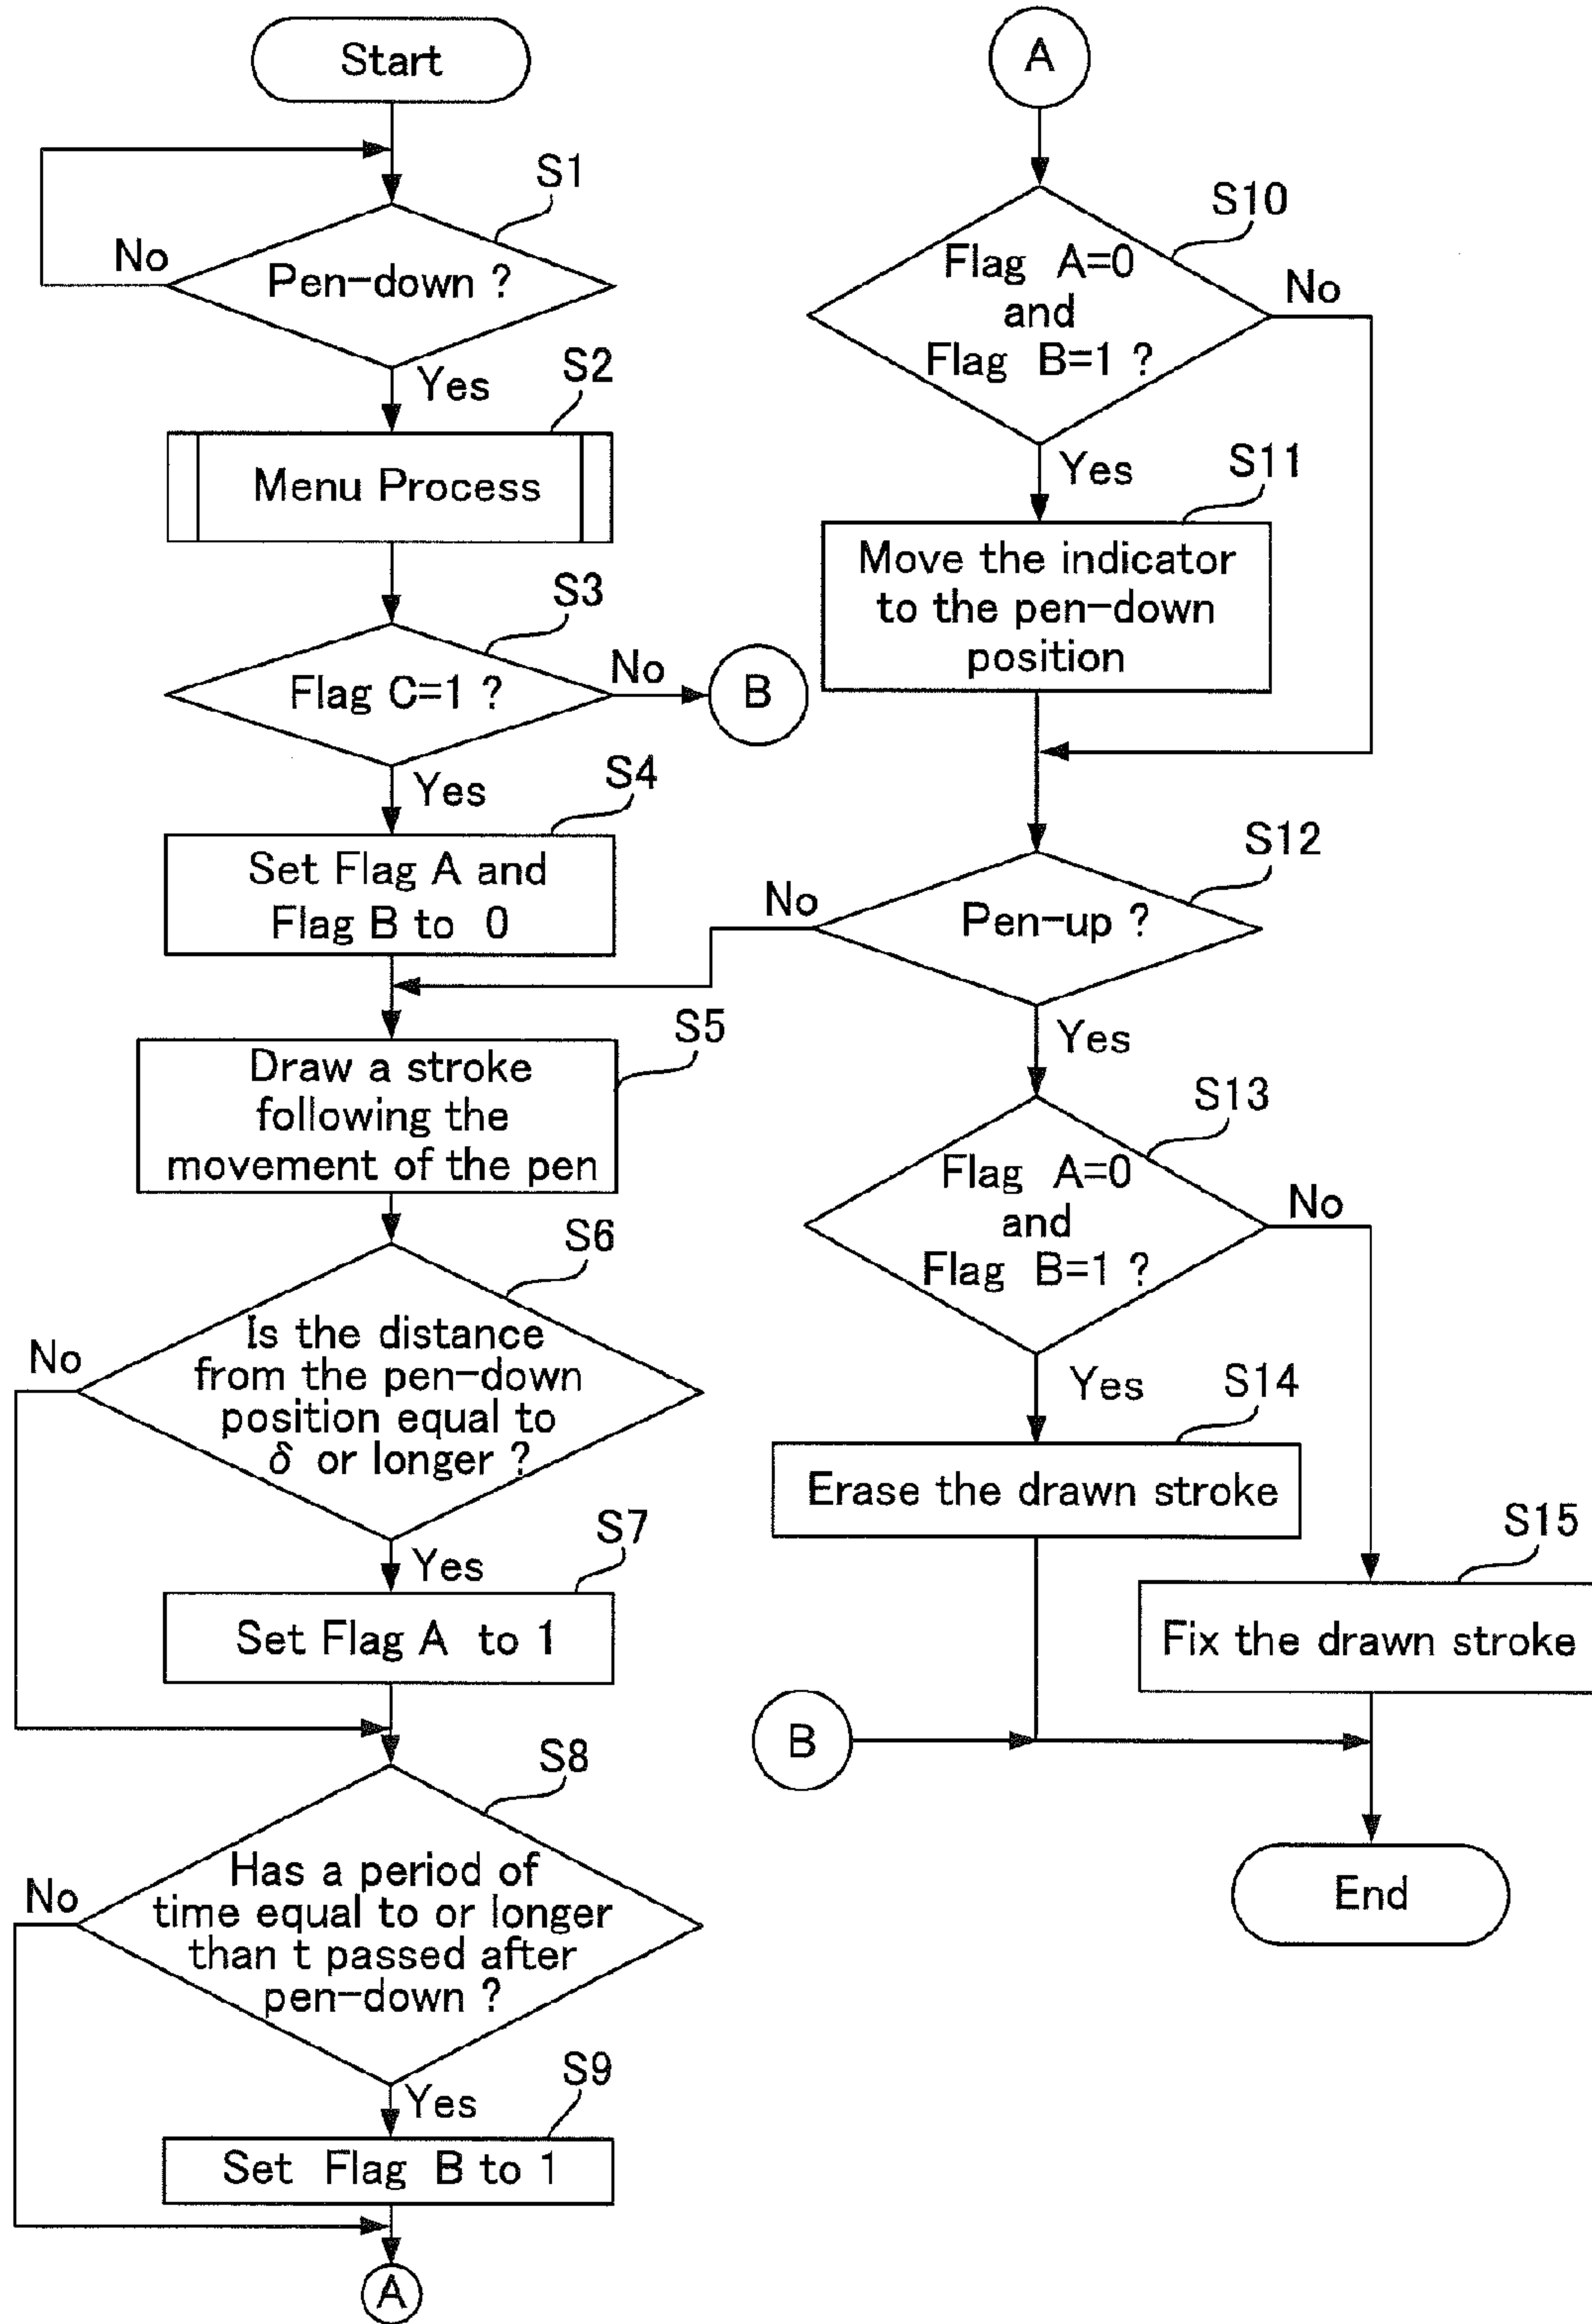 Start
S1
No
Pen-down ?
Yes
S2
Menu Process
S3
Flag C=1 ?
No
B
Yes
S4
Set Flag A and
Flag B to 0
S5
Draw a stroke
following the
movement of the pen
S6
No
Is the distance
from the pen-down
position equal to
δ or longer ?
S7
Yes
Set Flag A to 1
S8
No
Has a period of
time equal to or longer
than t passed after
pen-down ?
S9
Yes
Set Flag B to 1
A
A
S10
Flag A=0
and
Flag B=1 ?
No
Yes
S11
Move the indicator
to the pen-down
position
S12
No
Pen-up ?
Yes
S13
Flag A=0
and
Flag B=1 ?
No
Yes
S14
Erase the drawn stroke
S15
Fix the drawn stroke
B
End